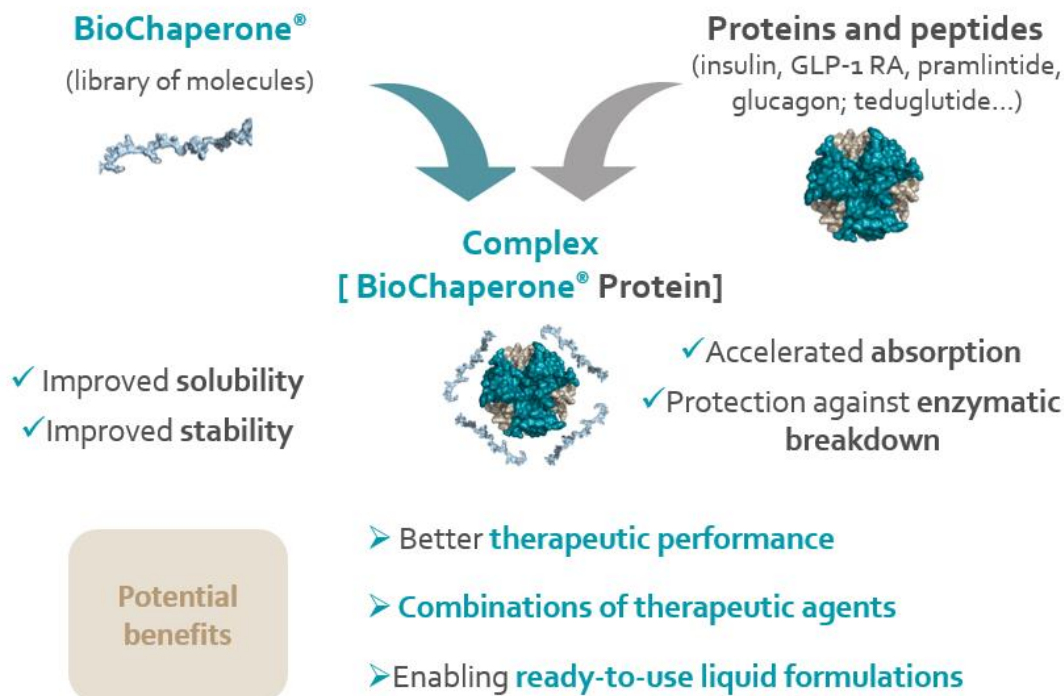 BioChaperone®
(library of molecules)
Proteins and peptides
(insulin, GLP-1 RA, pramlintide,
glucagon; teduglutide...)
Complex
[ BioChaperone® Protein]
✓ Improved solubility
✓Improved stability
✓Accelerated absorption
✓Protection against enzymatic
breakdown
Potential
benefits
➢ Better therapeutic performance
➢ Combinations of therapeutic agents
➢Enabling ready-to-use liquid formulations